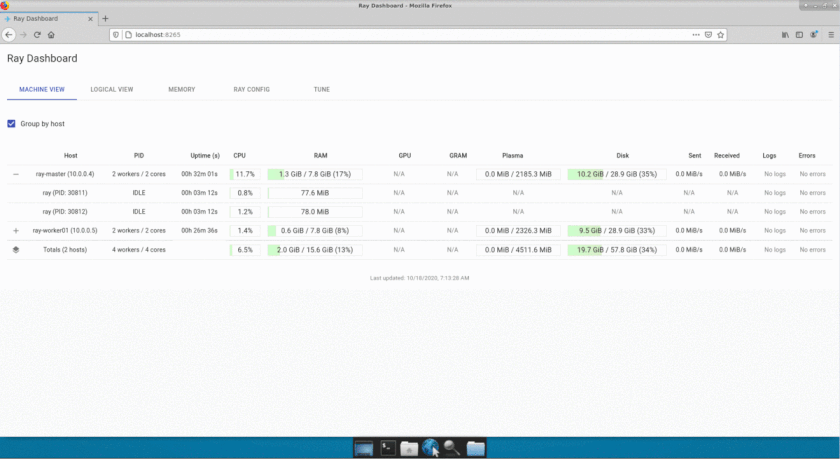 Ray Dashboard - Mozilla Firefox
Ray Dashboard
localhost:8265
Ray Dashboard
MACHINE VIEW LOGICAL VIEW MEMORY RAY CONFIG TUNE
Group by host
Host PID Uptime (s) CPU RAM GPU GRAM Plasma Disk Sent Received Logs Errors
ray-master (10.0.0.4) 2 workers / 2 cores 00h 32m 01s 11.7% 1.3 GiB / 7.8 GiB (17%) N/A N/A 0.0 MiB / 2185.3 MiB 10.2 GiB / 28.9 GiB (35%) 0.0 MiB/s 0.0 MiB/s No logs No errors
ray (PID: 30811) IDLE 00h 03m 12s 0.8% 77.6 MiB N/A N/A N/A N/A N/A N/A No logs No errors
ray (PID: 30812) IDLE 00h 03m 12s 1.2% 78.0 MiB N/A N/A N/A N/A N/A N/A No logs No errors
ray-worker01 (10.0.0.5) 2 workers / 2 cores 00h 26m 36s 1.4% 0.6 GiB / 7.8 GiB (8%) N/A N/A 0.0 MiB / 2326.3 MiB 9.5 GiB / 28.9 GiB (33%) 0.0 MiB/s 0.0 MiB/s No logs No errors
Totals (2 hosts) 4 workers / 4 cores 6.5% 2.0 GiB / 15.6 GiB (13%) N/A N/A 0.0 MiB / 4511.6 MiB 19.7 GiB / 57.8 GiB (34%) 0.0 MiB/s 0.0 MiB/s No logs No errors
Last updated: 10/18/2020, 7:13:28 AM